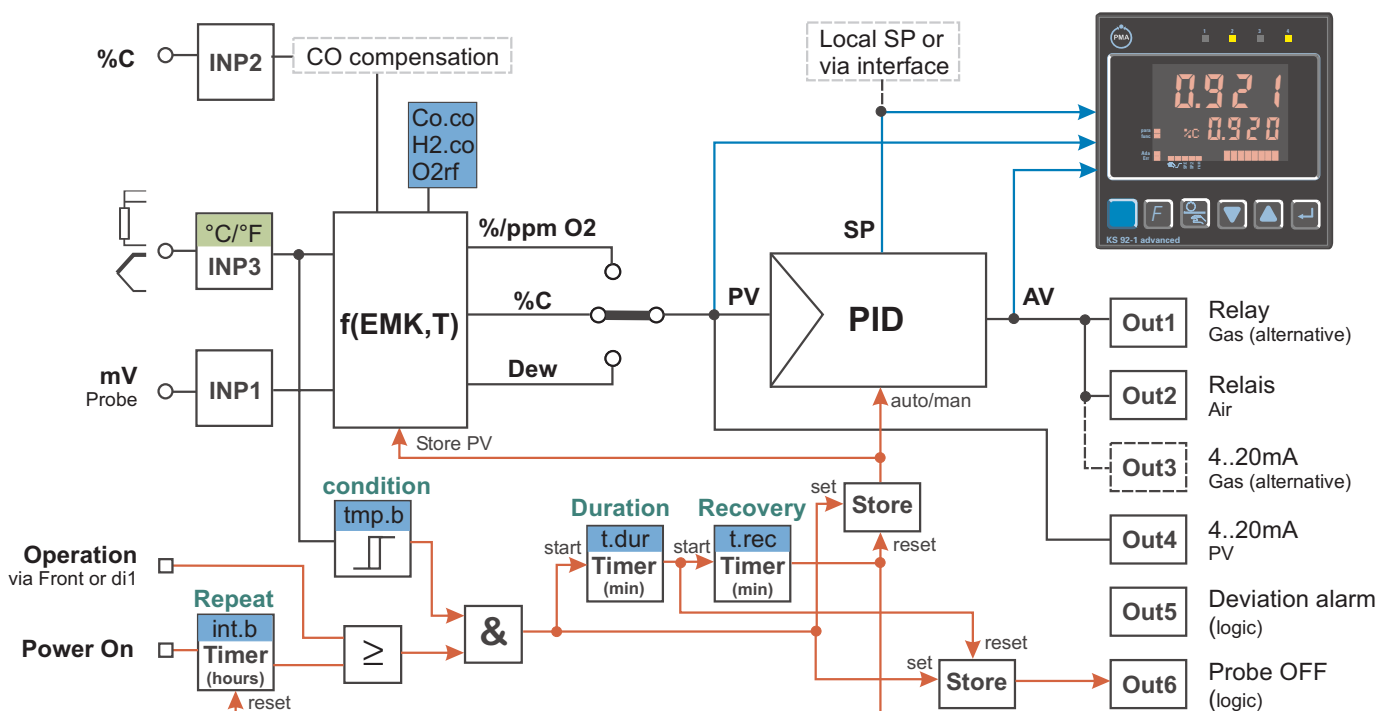 %C
INP2
CO compensation
Local SP or
via interface
PMA
1 2 3 4
0.921
%C 0.920
F
KS 92-1 advanced
Co.co
H2.co
O2rf
°C/°F
INP3
f(EMK,T)
%/ppm O2
%C
Dew
SP
PV
PID
AV
Out1
Relay
Gas (alternative)
mV
Probe
INP1
Out2
Relais
Air
auto/man
Store PV
Out3
4..20mA
Gas (alternative)
condition
tmp.b
Duration
t.dur
Timer
(min)
start
Recovery
t.rec
Timer
(min)
start
set
Store
reset
Out4
4..20mA
PV
Operation
via Front or di1
Repeat
int.b
Timer
(hours)
reset
Power On
≥
&
Out5
Deviation alarm
(logic)
reset
set
Store
Out6
Probe OFF
(logic)